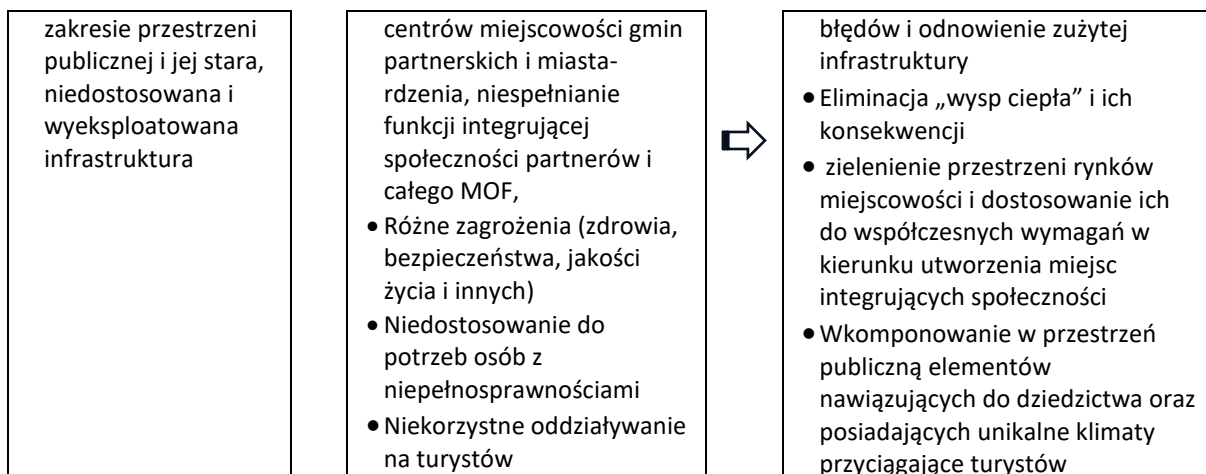 zakresie przestrzeni
publicznej i jej stara,
niedostosowana i
wyeksploatowana
infrastruktura
centrów miejscowości gmin
partnerskich i miasta-
rdzenia, niespełnianie
funkcji integrującej
społeczności partnerów i
całego MOF,
• Różne zagrożenia (zdrowia,
bezpieczeństwa, jakości
życia i innych)
• Niedostosowanie do
potrzeb osób z
niepełnosprawnościami
• Niekorzystne oddziaływanie
na turystów
błędów i odnowienie zużytej
infrastruktury
• Eliminacja „wysp ciepła” i ich
konsekwencji
• zielenienie przestrzeni rynków
miejscowości i dostosowanie ich
do współczesnych wymagań w
kierunku utworzenia miejsc
integrujących społeczności
• Wkomponowanie w przestrzeń
publiczną elementów
nawiązujących do dziedzictwa oraz
posiadających unikalne klimaty
przyciągające turystów